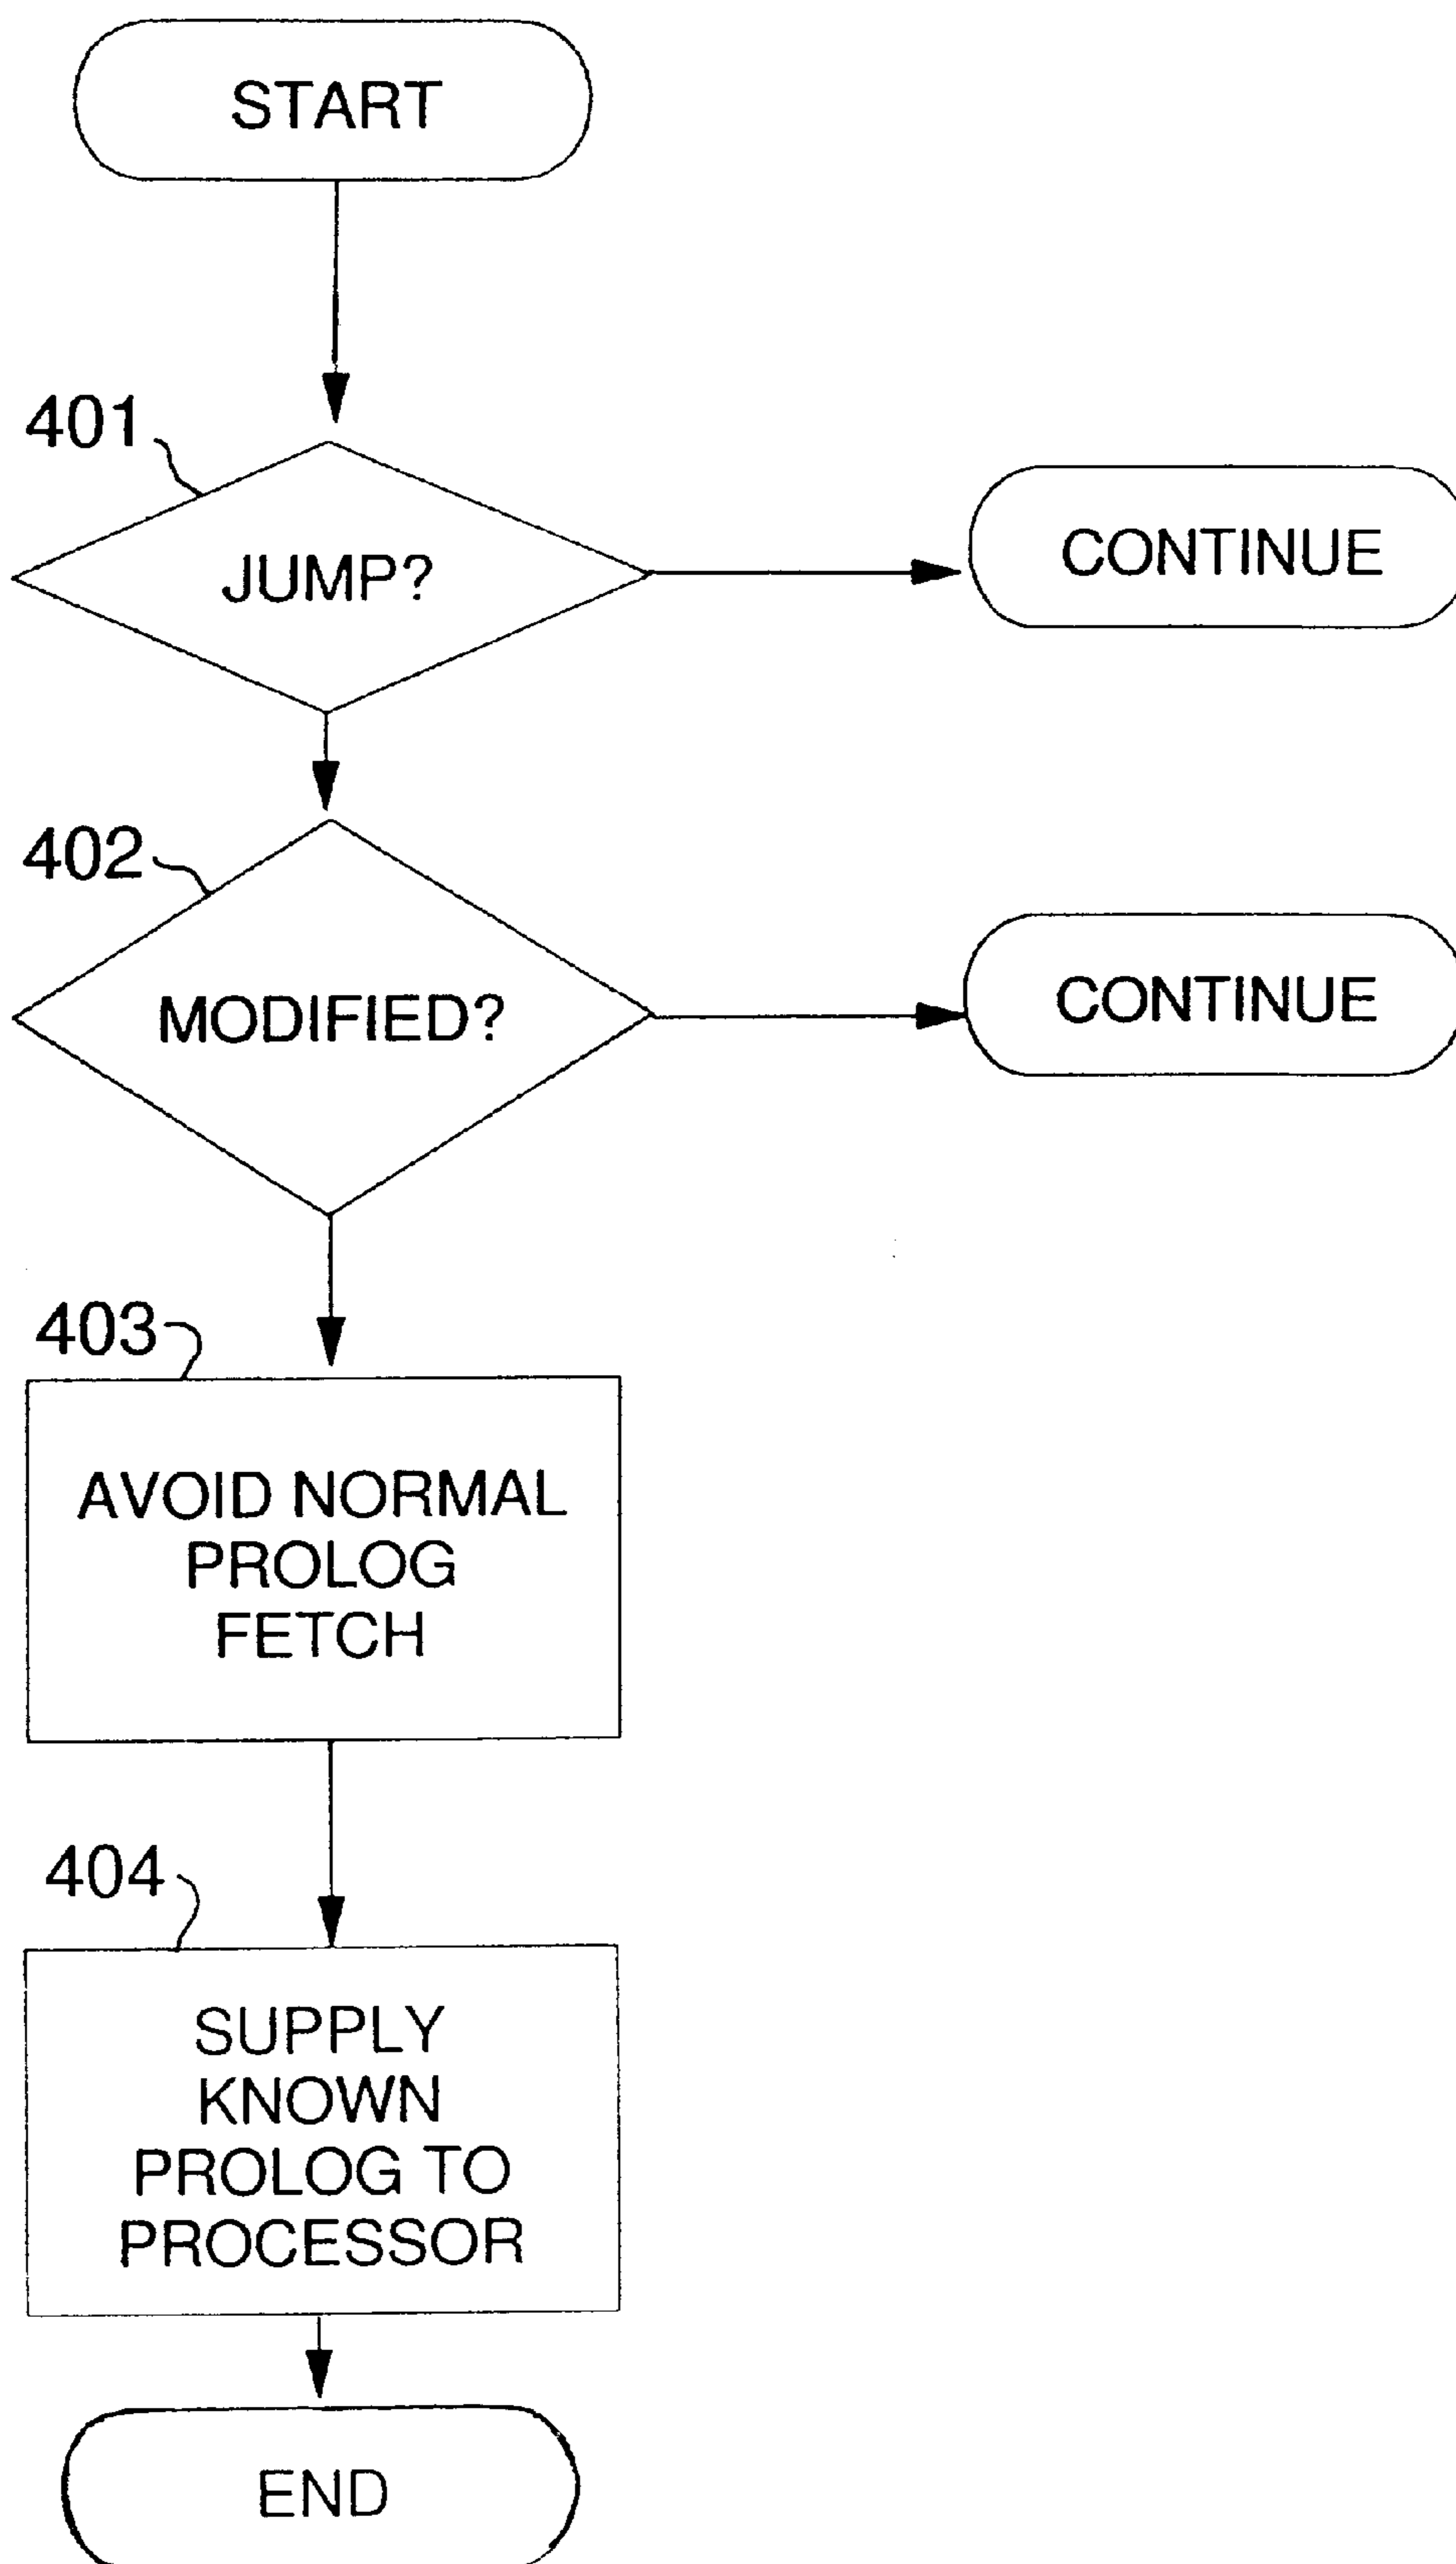 START
401
JUMP?
CONTINUE
402
MODIFIED?
CONTINUE
403
AVOID NORMAL
PROLOG
FETCH
404
SUPPLY
KNOWN
PROLOG TO
PROCESSOR
END